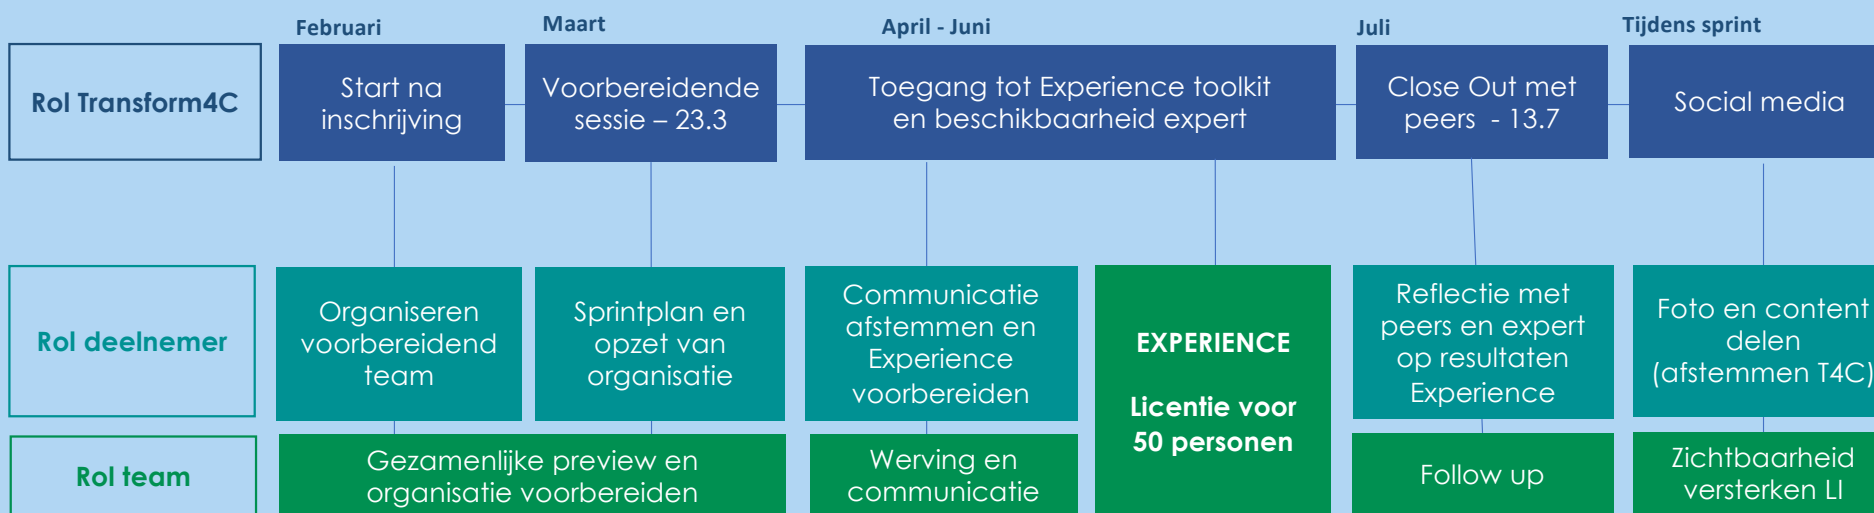 Februari
Maart
April - Juni
Juli
Tijdens sprint
Rol Transform4C
Start na
inschrijving
Voorbereidende
sessie – 23.3
Toegang tot Experience toolkit
en beschikbaarheid expert
Close Out met
peers - 13.7
Social media
Rol deelnemer
Organiseren
voorbereidend
team
Sprintplan en
opzet van
organisatie
Communicatie
afstemmen en
Experience
voorbereiden
EXPERIENCE
Licentie voor
50 personen
Reflectie met
peers en expert
op resultaten
Experience
Foto en content
delen
(afstemmen T4C)
Rol team
Gezamenlijke preview en
organisatie voorbereiden
Werving en
communicatie
Follow up
Zichtbaarheid
versterken LI